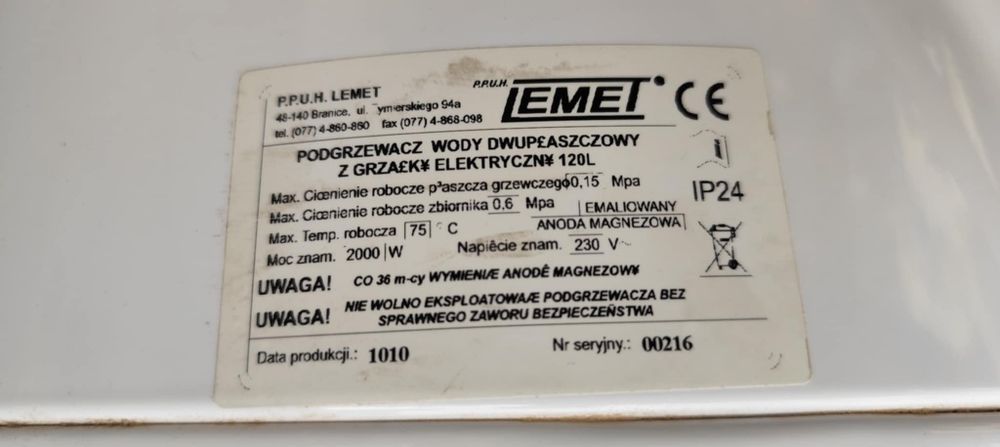 P.P.U.H. LEMET
48-140 Branice, ul. ymierskiego 94a
tel. (077) 4-860-860 fax (077) 4-868-098
P.P.U.H. LEMET CE
PODGRZEWACZ WODY DWUP£ASZCZOWY
Z GRZA£K¥ ELEKTRYCZN¥ 120L
Max. Ciœnienie robocze p³aszcza grzewczego 0,15 Mpa
Max. Ciœnienie robocze zbiornika 0,6 Mpa
EMALIOWANY
IP24
Max. Temp. robocza 75 °C
ANODA MAGNEZOWA
Moc znam. 2000 W Napiêcie znam. 230 V~
UWAGA! CO 36 m-cy WYMIENIÆ ANODÊ MAGNEZOW¥
UWAGA! NIE WOLNO EKSPLOATOWAÆ PODGRZEWACZA BEZ
SPRAWNEGO ZAWORU BEZPIECZEÑSTWA
Data produkcji.: 1010 Nr seryjny.: 00216